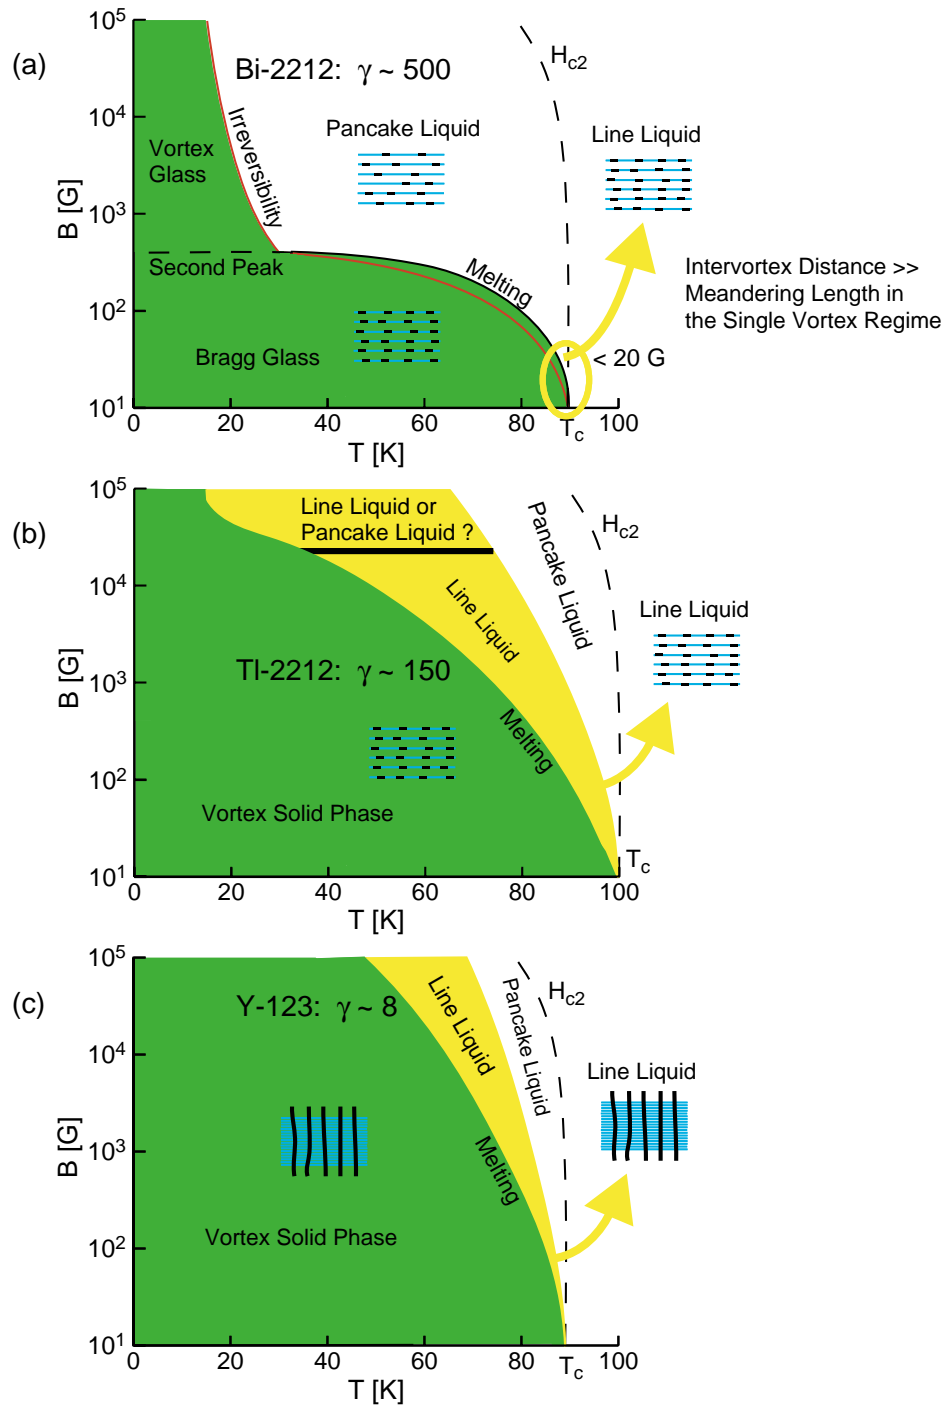 (a)
10^5
10^4
10^3
10^2
10^1
B [G]
Bi-2212: γ ~ 500
H_c2
Vortex
Glass
Irreversibility
Pancake Liquid
Line Liquid
Second Peak
Melting
Intervortex Distance >>
Meandering Length in
the Single Vortex Regime
Bragg Glass
< 20 G
0 20 40 60 80 100
T_c
T [K]
(b)
10^5
10^4
10^3
10^2
10^1
B [G]
Line Liquid or
Pancake Liquid ?
Pancake Liquid
H_c2
Line Liquid
Line Liquid
Tl-2212: γ ~ 150
Melting
Vortex Solid Phase
T_c
0 20 40 60 80 100
T [K]
(c)
10^5
10^4
10^3
10^2
10^1
B [G]
Y-123: γ ~ 8
Line Liquid
Pancake Liquid
H_c2
Line Liquid
Melting
Vortex Solid Phase
0 20 40 60 80 100
T_c
T [K]